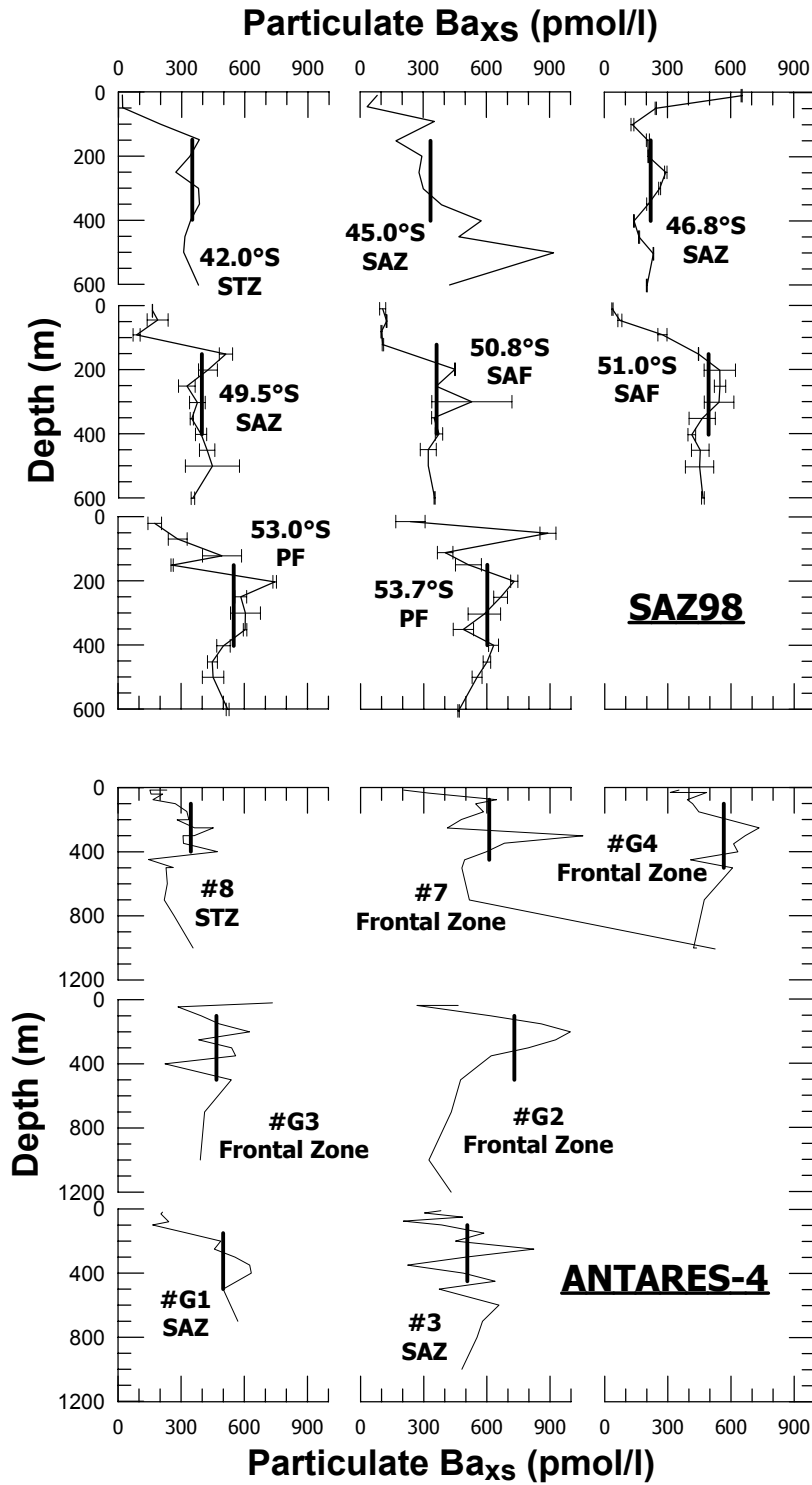 Particulate Baxs (pmol/l)
0 300 600 900 0 300 600 900 0 300 600 900
0
200
400
600
42.0°S
STZ
45.0°S
SAZ
46.8°S
SAZ
0
200
400
600
49.5°S
SAZ
50.8°S
SAF
51.0°S
SAF
Depth (m)
0
200
400
600
53.0°S
PF
53.7°S
PF
SAZ98
0
400
800
1200
#8
STZ
#7
Frontal Zone
#G4
Frontal Zone
0
400
800
1200
#G3
Frontal Zone
#G2
Frontal Zone
Depth (m)
0
400
800
1200
#G1
SAZ
#3
SAZ
ANTARES-4
0 300 600 900 0 300 600 900 0 300 600 900
Particulate Baxs (pmol/l)